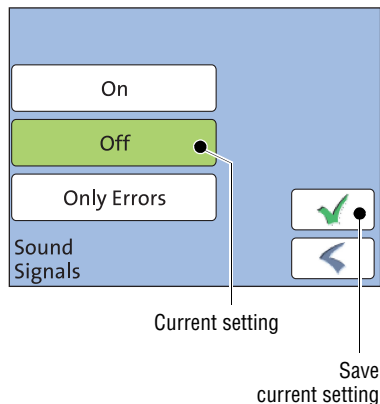 On
Off
Only Errors
Sound
Signals
Current setting
Save
current setting